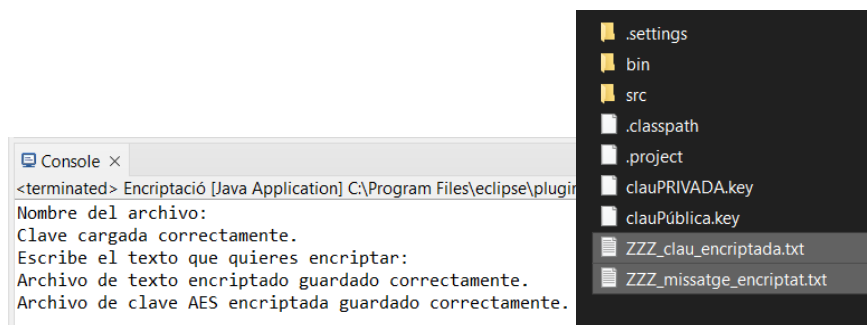 Console ×
<terminated> Encriptació [Java Application] C:\Program Files\eclipse\plugin
Nombre del archivo:
Clave cargada correctamente.
Escribe el texto que quieres encriptar:
Archivo de texto encriptado guardado correctamente.
Archivo de clave AES encriptada guardado correctamente.
.settings
bin
src
.classpath
.project
clauPRIVADA.key
clauPública.key
ZZZ_clau_encriptada.txt
ZZZ_missatge_encriptat.txt